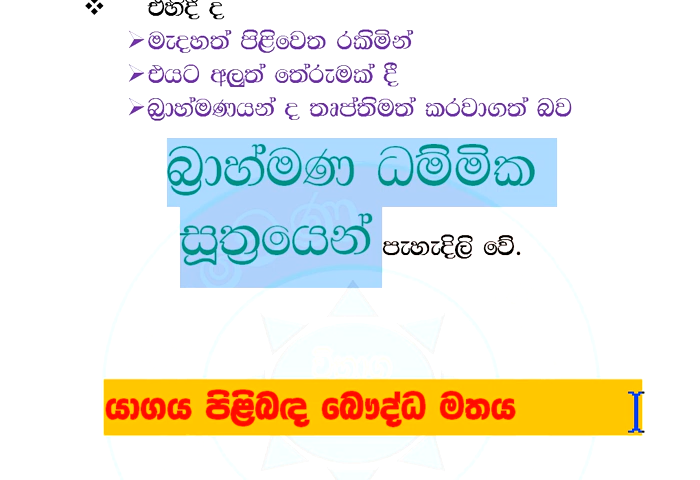 ❖ එහිදී ද
➢මැදහත් පිළිවෙත රකිමින්
➢එයට අලුත් තේරුමක් දී
➢බ්‍රාහ්මණයන් ද තෘප්තිමත් කරවාගත් බව
බ්‍රාහ්මණ ධම්මික
සූත්‍රයෙන් පැහැදිලි වේ.
යාගය පිළිබඳ බෞද්ධ මතය